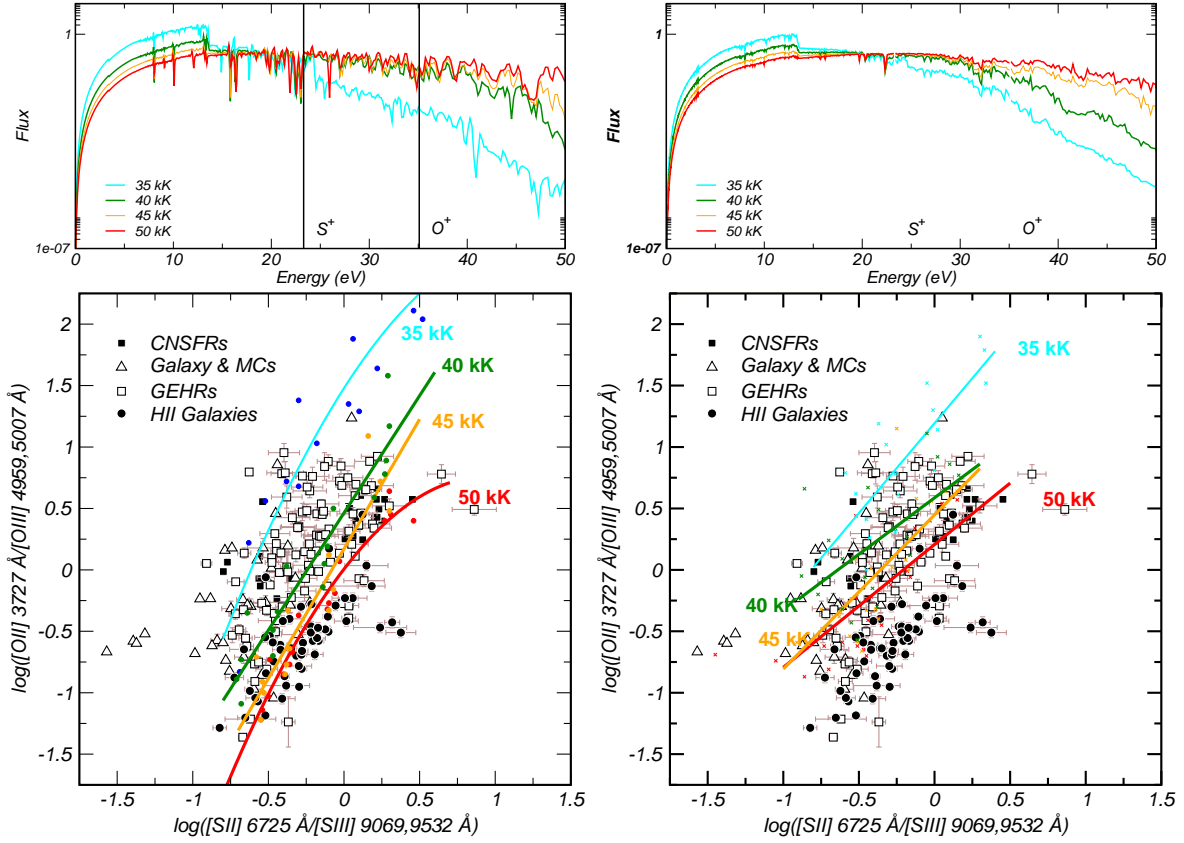 1
Flux
1e-07
35 kK
40 kK
45 kK
50 kK
S+
O+
0 10 20 30 40 50
Energy (eV)
1
Flux
1e-07
35 kK
40 kK
45 kK
50 kK
S+
O+
0 10 20 30 40 50
Energy (eV)
log([OII] 3727 Å/[OIII] 4959,5007 Å)
2
1.5
1
0.5
0
-0.5
-1
-1.5
CNSFRs
Galaxy & MCs
GEHRs
HII Galaxies
35 kK
40 kK
45 kK
50 kK
-1.5 -1 -0.5 0 0.5 1 1.5
log([SII] 6725 Å/[SIII] 9069,9532 Å)
log([OII] 3727 Å/[OIII] 4959,5007 Å)
2
1.5
1
0.5
0
-0.5
-1
-1.5
CNSFRs
Galaxy & MCs
GEHRs
HII Galaxies
35 kK
50 kK
40 kK
45 kK
-1.5 -1 -0.5 0 0.5 1 1.5
log([SII] 6725 Å/[SIII] 9069,9532 Å)